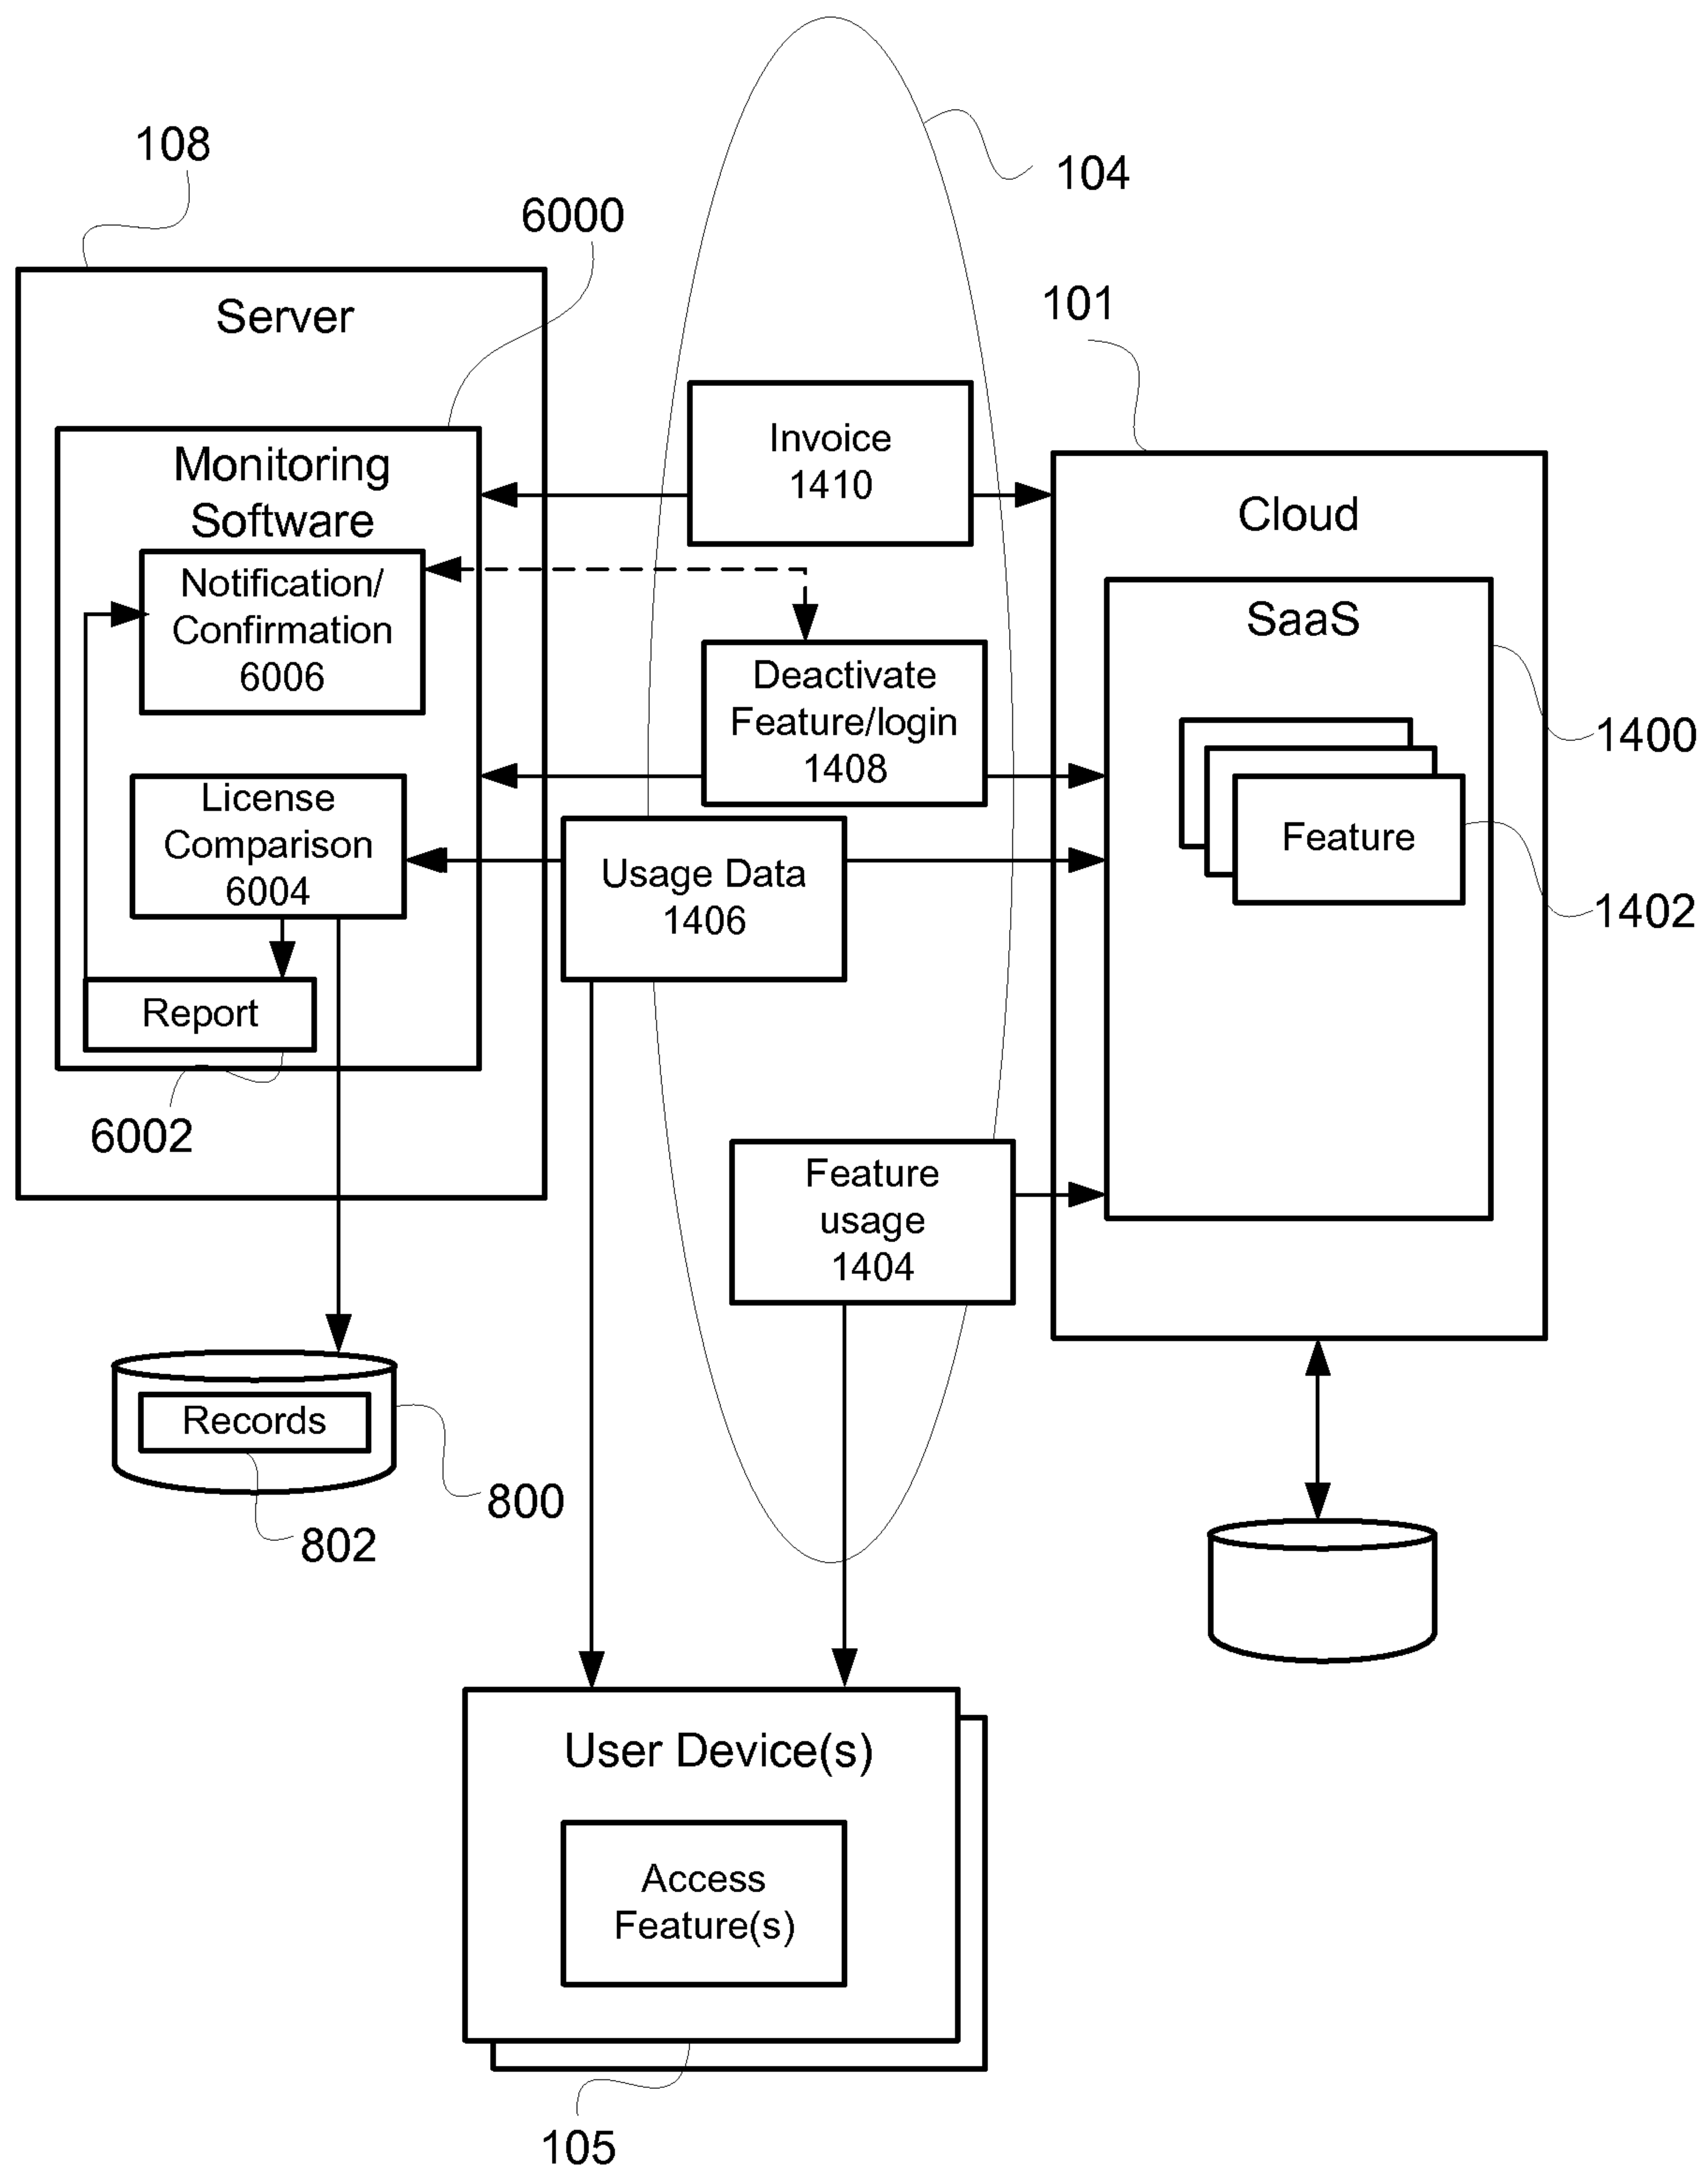 108
104
6000
Server
101
Monitoring
Software
Invoice
1410
Cloud
Notification/
Confirmation
6006
SaaS
Deactivate
Feature/login
1408
1400
License
Comparison
6004
Feature
Usage Data
1406
1402
Report
6002
Feature
usage
1404
Records
800
802
User Device(s)
Access
Feature(s)
105